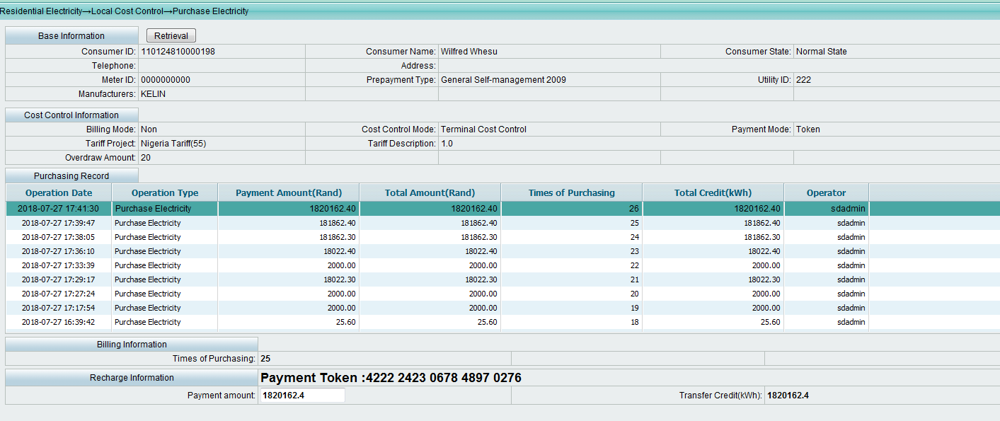 Residential Electricity→Local Cost Control→Purchase Electricity
Base Information Retrieval
Consumer ID: 110124810000198 Consumer Name: Wilfred Whesu Consumer State: Normal State
Telephone: Address:
Meter ID: 0000000000 Prepayment Type: General Self-management 2009 Utility ID: 222
Manufacturers: KELIN
Cost Control Information
Billing Mode: Non Cost Control Mode: Terminal Cost Control Payment Mode: Token
Tariff Project: Nigeria Tariff(55) Tariff Description: 1.0
Overdraw Amount: 20
Purchasing Record
Operation Date Operation Type Payment Amount(Rand) Total Amount(Rand) Times of Purchasing Total Credit(kWh) Operator
2018-07-27 17:41:30 Purchase Electricity 1820162.40 1820162.40 26 1820162.40 sdadmin
2018-07-27 17:39:47 Purchase Electricity 181862.40 181862.40 25 181862.40 sdadmin
2018-07-27 17:38:05 Purchase Electricity 181862.30 181862.30 24 181862.30 sdadmin
2018-07-27 17:36:10 Purchase Electricity 18022.40 18022.40 23 18022.40 sdadmin
2018-07-27 17:33:39 Purchase Electricity 2000.00 2000.00 22 2000.00 sdadmin
2018-07-27 17:29:17 Purchase Electricity 18022.30 18022.30 21 18022.30 sdadmin
2018-07-27 17:27:24 Purchase Electricity 2000.00 2000.00 20 2000.00 sdadmin
2018-07-27 17:17:54 Purchase Electricity 2000.00 2000.00 19 2000.00 sdadmin
2018-07-27 16:39:42 Purchase Electricity 25.60 25.60 18 25.60 sdadmin
Billing Information
Times of Purchasing: 25
Recharge Information Payment Token :4222 2423 0678 4897 0276
Payment amount: 1820162.4 Transfer Credit(kWh): 1820162.4